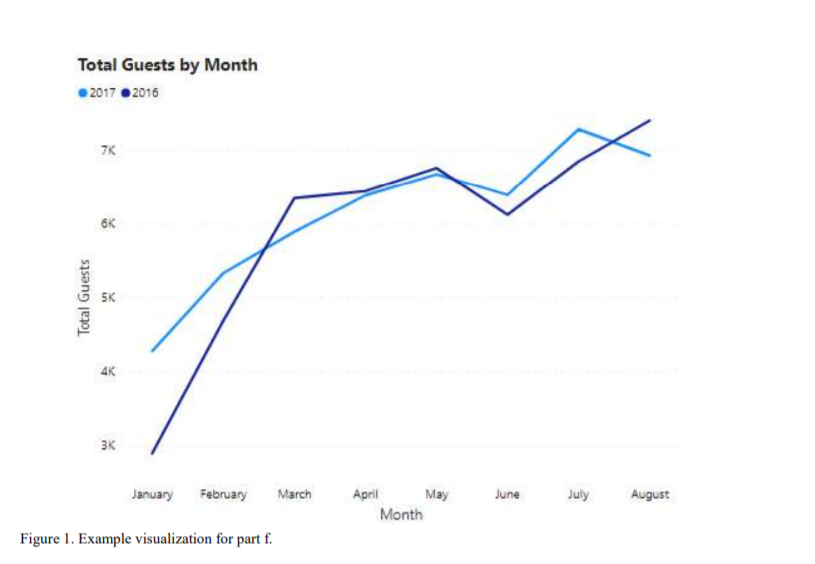 Total Guests by Month
2017 2016
7K
6K
5K
4K
3K
Total Guests
January February March April May June July August
Month
Figure 1. Example visualization for part f.